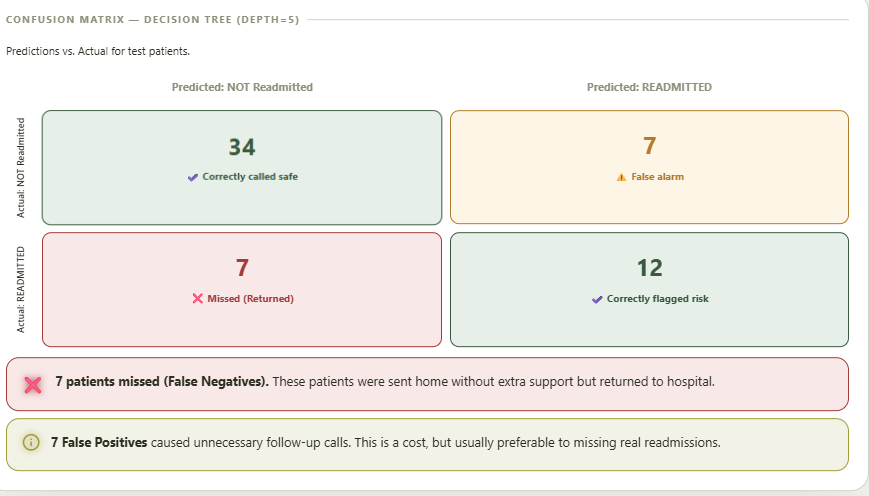 CONFUSION MATRIX — DECISION TREE (DEPTH=5)
Predictions vs. Actual for test patients.
Predicted: NOT Readmitted
Predicted: READMITTED
Actual: NOT Readmitted
34
✔ Correctly called safe
7
⚠ False alarm
Actual: READMITTED
7
❌ Missed (Returned)
12
✔ Correctly flagged risk
❌ 7 patients missed (False Negatives). These patients were sent home without extra support but returned to hospital.
7 False Positives caused unnecessary follow-up calls. This is a cost, but usually preferable to missing real readmissions.